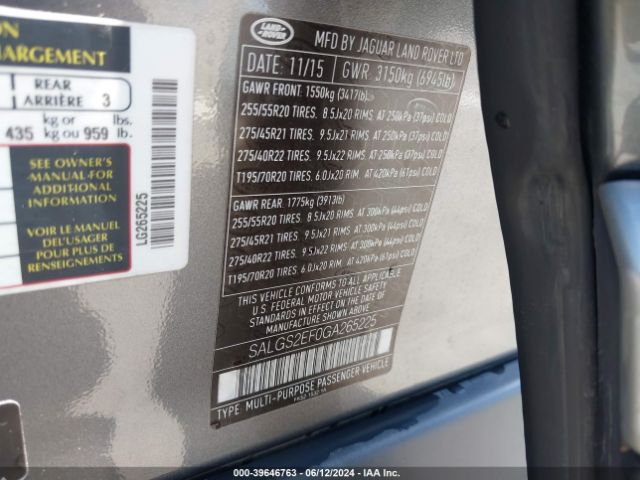 ON
CHARGEMENT
REAR
ARRIÈRE 3
kg or lbs.
435 kg ou 959 lb.
SEE OWNER'S
MANUAL FOR
ADDITIONAL
INFORMATION
VOIR LE MANUEL
DE L'USAGER
POUR PLUS DE
RENSEIGNEMENTS
LG265225
LAND ROVER
MFD BY JAGUAR LAND ROVER LTD
DATE: 11/15 GWR 3150kg (6945lb)
GAWR FRONT: 1550kg (3417lb)
255/55R20 TIRES. 8.5Jx20 RIMS AT 250kPa (37psi) COLD
275/45R21 TIRES. 9.5Jx21 RIMS AT 250kPa (37psi) COLD
275/40R22 TIRES. 9.5Jx22 RIMS AT 250kPa (37psi) COLD
T195/70R20 TIRES. 6.0Jx20 RIM, AT 420kPa (61psi) COLD
GAWR REAR: 1775kg (3913lb)
255/55R20 TIRES. 8.5Jx20 RIMS AT 300kPa (44psi) COLD
275/45R21 TIRES. 9.5Jx21 RIMS AT 300kPa (44psi) COLD
275/40R22 TIRES. 9.5Jx22 RIMS AT 300kPa (44psi) COLD
T195/70R20 TIRES. 6.0Jx20 RIM, AT 420kPa (61psi) COLD
THIS VEHICLE CONFORMS TO ALL APPLICABLE
U.S. FEDERAL MOTOR VEHICLE SAFETY
STANDARDS IN EFFECT ON THE DATE OF
MANUFACTURE SHOWN ABOVE.
SALGS2EF0GA265225
TYPE: MULTI-PURPOSE PASSENGER VEHICLE
www.iaai.com 00--39646763 - 06/12/2024 - IAA Inc.